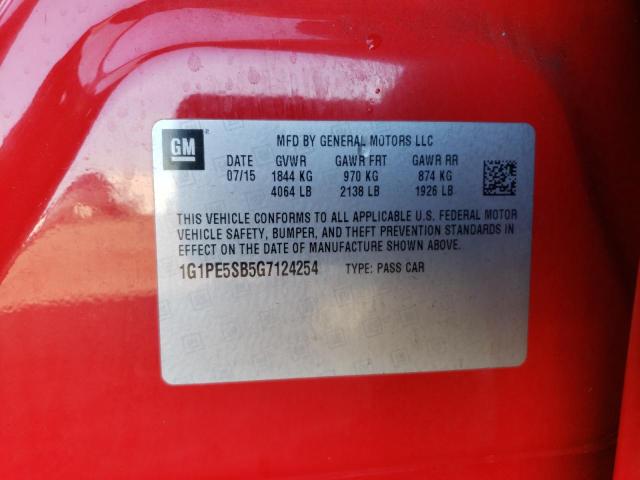 GM
MFD BY GENERAL MOTORS LLC
DATE GVWR GAWR FRT GAWR RR
07/15 1844 KG 970 KG 874 KG
4064 LB 2138 LB 1926 LB
THIS VEHICLE CONFORMS TO ALL APPLICABLE U.S. FEDERAL MOTOR
VEHICLE SAFETY, BUMPER, AND THEFT PREVENTION STANDARDS IN
EFFECT ON THE DATE OF MANUFACTURE SHOWN ABOVE.
1G1PE5SB5G7124254 TYPE: PASS CAR